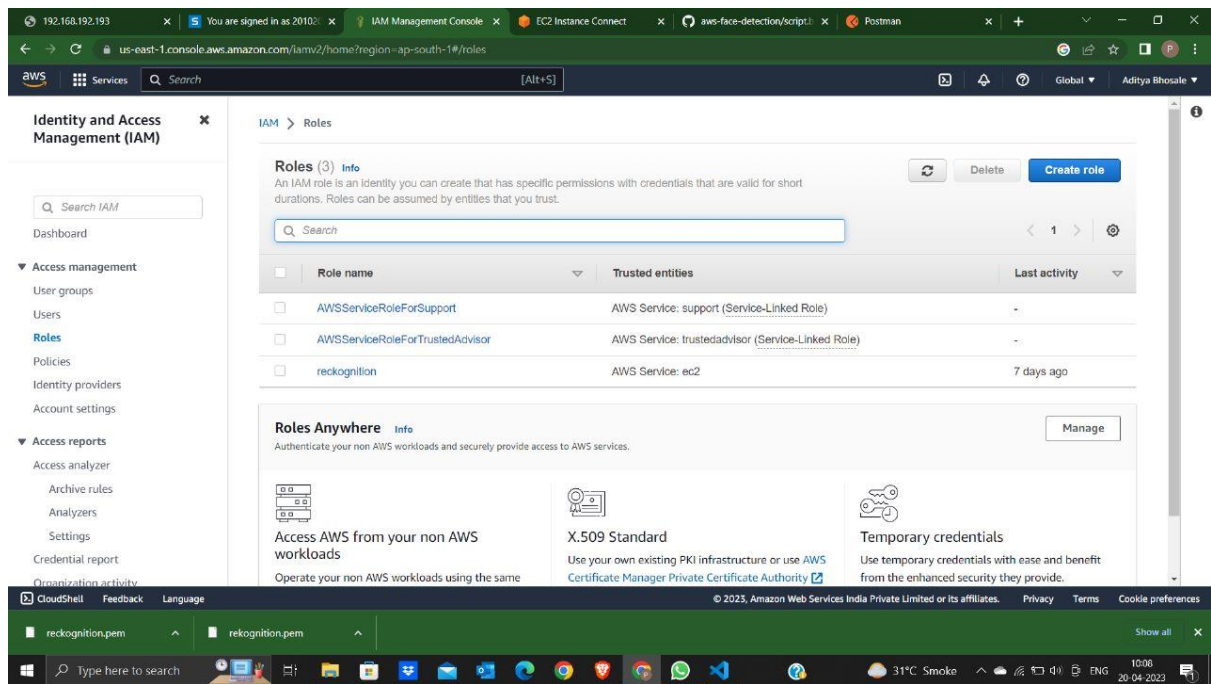 192.168.192.193
You are signed in as 20102
IAM Management Console
EC2 Instance Connect
aws-face-detection/script.b
Postman
us-east-1.console.aws.amazon.com/iamv2/home?region=ap-south-1#/roles
aws
Services
Search
[Alt+S]
Global
Aditya Bhosale
Identity and Access
Management (IAM)
Search IAM
Dashboard
Access management
User groups
Users
Roles
Policies
Identity providers
Account settings
Access reports
Access analyzer
Archive rules
Analyzers
Settings
Credential report
Organization activity
IAM > Roles
Roles (3) Info
An IAM role is an identity you can create that has specific permissions with credentials that are valid for short
durations. Roles can be assumed by entities that you trust.
Delete
Create role
Search
1
Role name Trusted entities Last activity
AWSServiceRoleForSupport AWS Service: support (Service-Linked Role) -
AWSServiceRoleForTrustedAdvisor AWS Service: trustedadvisor (Service-Linked Role) -
reckognition AWS Service: ec2 7 days ago
Roles Anywhere Info
Authenticate your non AWS workloads and securely provide access to AWS services.
Manage
Access AWS from your non AWS
workloads
Operate your non AWS workloads using the same
X.509 Standard
Use your own existing PKI infrastructure or use AWS
Certificate Manager Private Certificate Authority
Temporary credentials
Use temporary credentials with ease and benefit
from the enhanced security they provide.
CloudShell Feedback Language
© 2023, Amazon Web Services India Private Limited or its affiliates. Privacy Terms Cookie preferences
reckognition.pem
rekognition.pem
Show all
Type here to search
31°C Smoke
ENG
10:08
20-04-2023